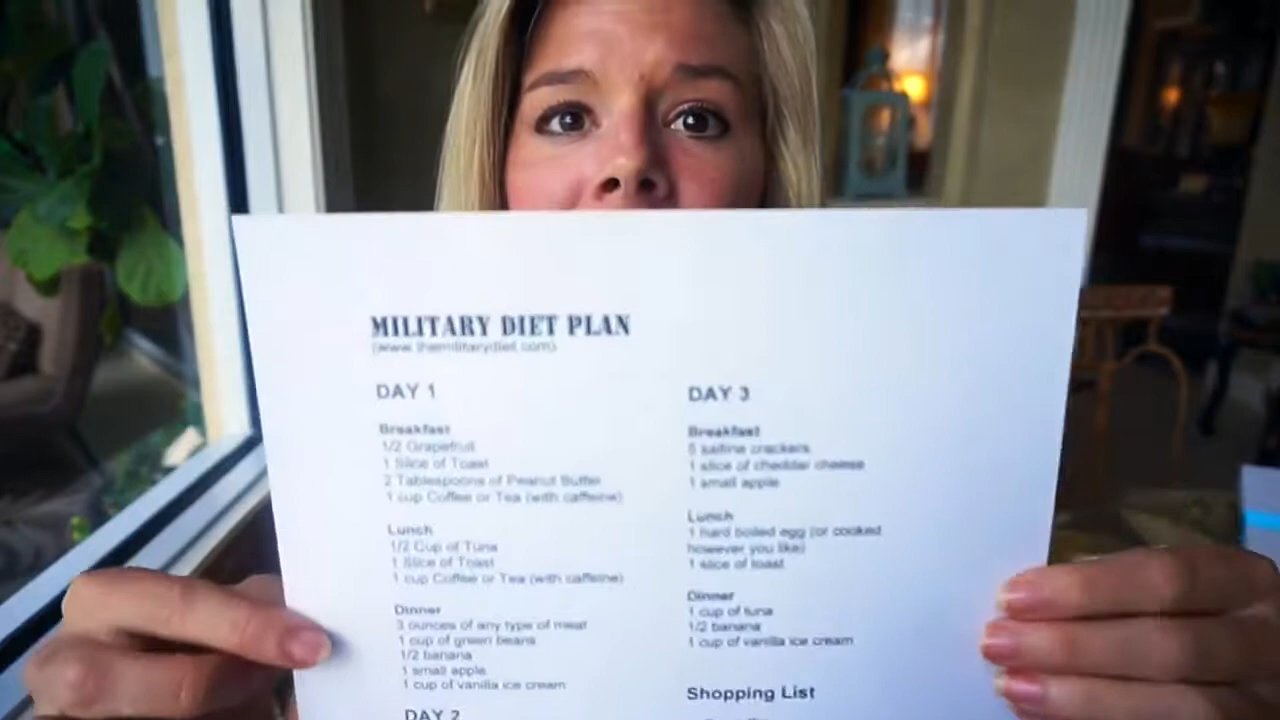 MILITARY DIET PLAN
(www.themilitarydiet.com)
DAY 1
Breakfast
1/2 Grapefruit
1 Slice of Toast
2 Tablespoons of Peanut Butter
1 cup Coffee or Tea (with caffeine)
Lunch
1/2 Cup of Tuna
1 Slice of Toast
1 cup Coffee or Tea (with caffeine)
Dinner
3 ounces of any type of meat
1 cup of green beans
1/2 banana
1 small apple
1 cup of vanilla ice cream
DAY 2
DAY 3
Breakfast
5 saltine crackers
1 slice of cheddar cheese
1 small apple
Lunch
1 hard boiled egg (or cooked
however you like)
1 slice of toast
Dinner
1 cup of tuna
1/2 banana
1 cup of vanilla ice cream
Shopping List